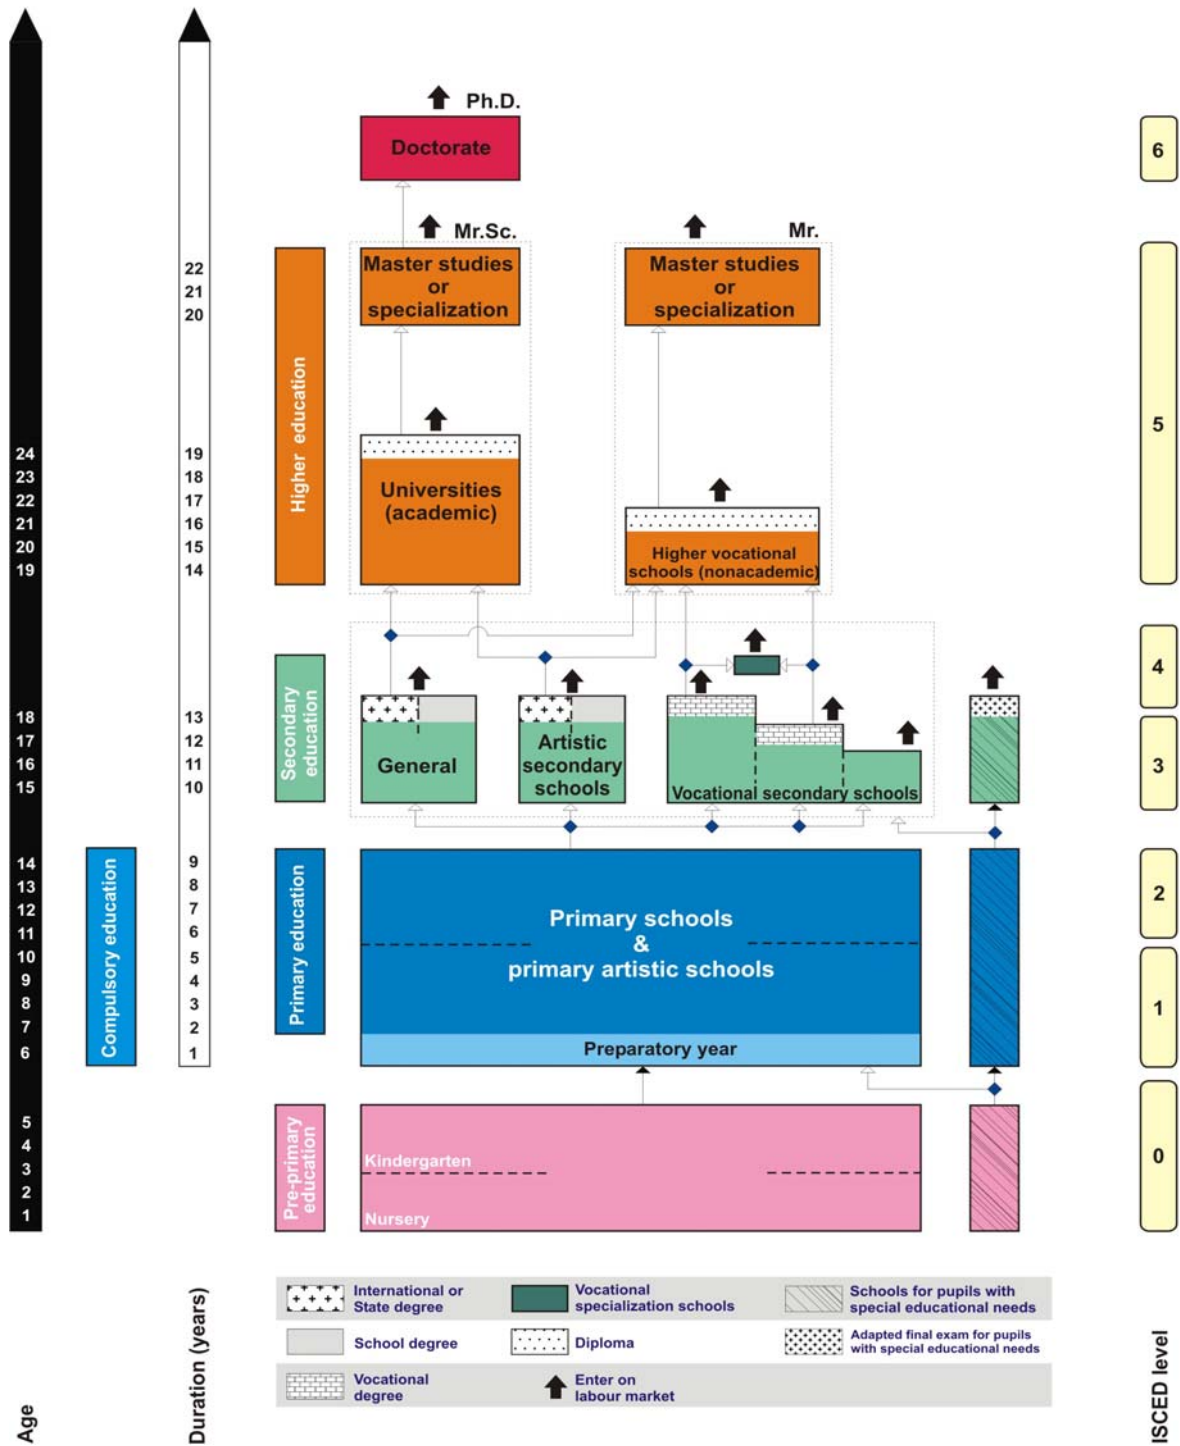 Ph.D.
Doctorate
6
Mr.Sc.
Mr.
Master studies
or
specialization
Master studies
or
specialization
22
21
20
Higher education
5
24
23
22
21
20
19
19
18
17
16
15
14
Universities
(academic)
Higher vocational
schools (nonacademic)
4
Secondary
education
18
17
16
15
13
12
11
10
General
Artistic
secondary
schools
Vocational secondary schools
3
Compulsory education
Primary education
14
13
12
11
10
9
8
7
6
9
8
7
6
5
4
3
2
1
Primary schools
&
primary artistic schools
Preparatory year
2
1
Pre-primary
education
5
4
3
2
1
Kindergarten
Nursery
0
International or
State degree
Vocational
specialization schools
Schools for pupils with
special educational needs
School degree
Diploma
Adapted final exam for pupils
with special educational needs
Vocational
degree
Enter on
labour market
Age
Duration (years)
ISCED level